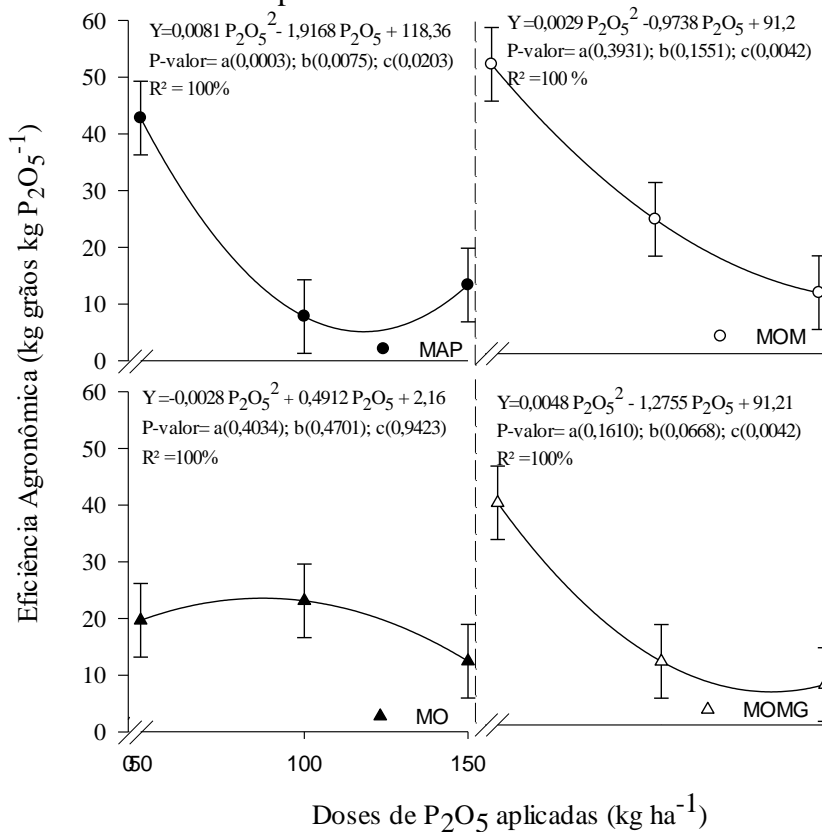 Y=0,0081 P₂O₅² - 1,9168 P₂O₅ + 118,36
P-valor= a(0,0003); b(0,0075); c(0,0203)
R² = 100%
Y=0,0029 P₂O₅² -0,9738 P₂O₅ + 91,2
P-valor= a(0,3931); b(0,1551); c(0,0042)
R² =100 %
60
50
40
30
20
10
0
MAP
MOM
Y=-0,0028 P₂O₅² + 0,4912 P₂O₅ + 2,16
P-valor= a(0,4034); b(0,4701); c(0,9423)
R² =100%
Y=0,0048 P₂O₅² - 1,2755 P₂O₅ + 91,21
P-valor= a(0,1610); b(0,0668); c(0,0042)
R² =100%
60
50
40
30
20
10
0
MO
MOMG
0 50 100 150
Eficiência Agronômica (kg grãos kg P₂O₅⁻¹)
Doses de P₂O₅ aplicadas (kg ha⁻¹)